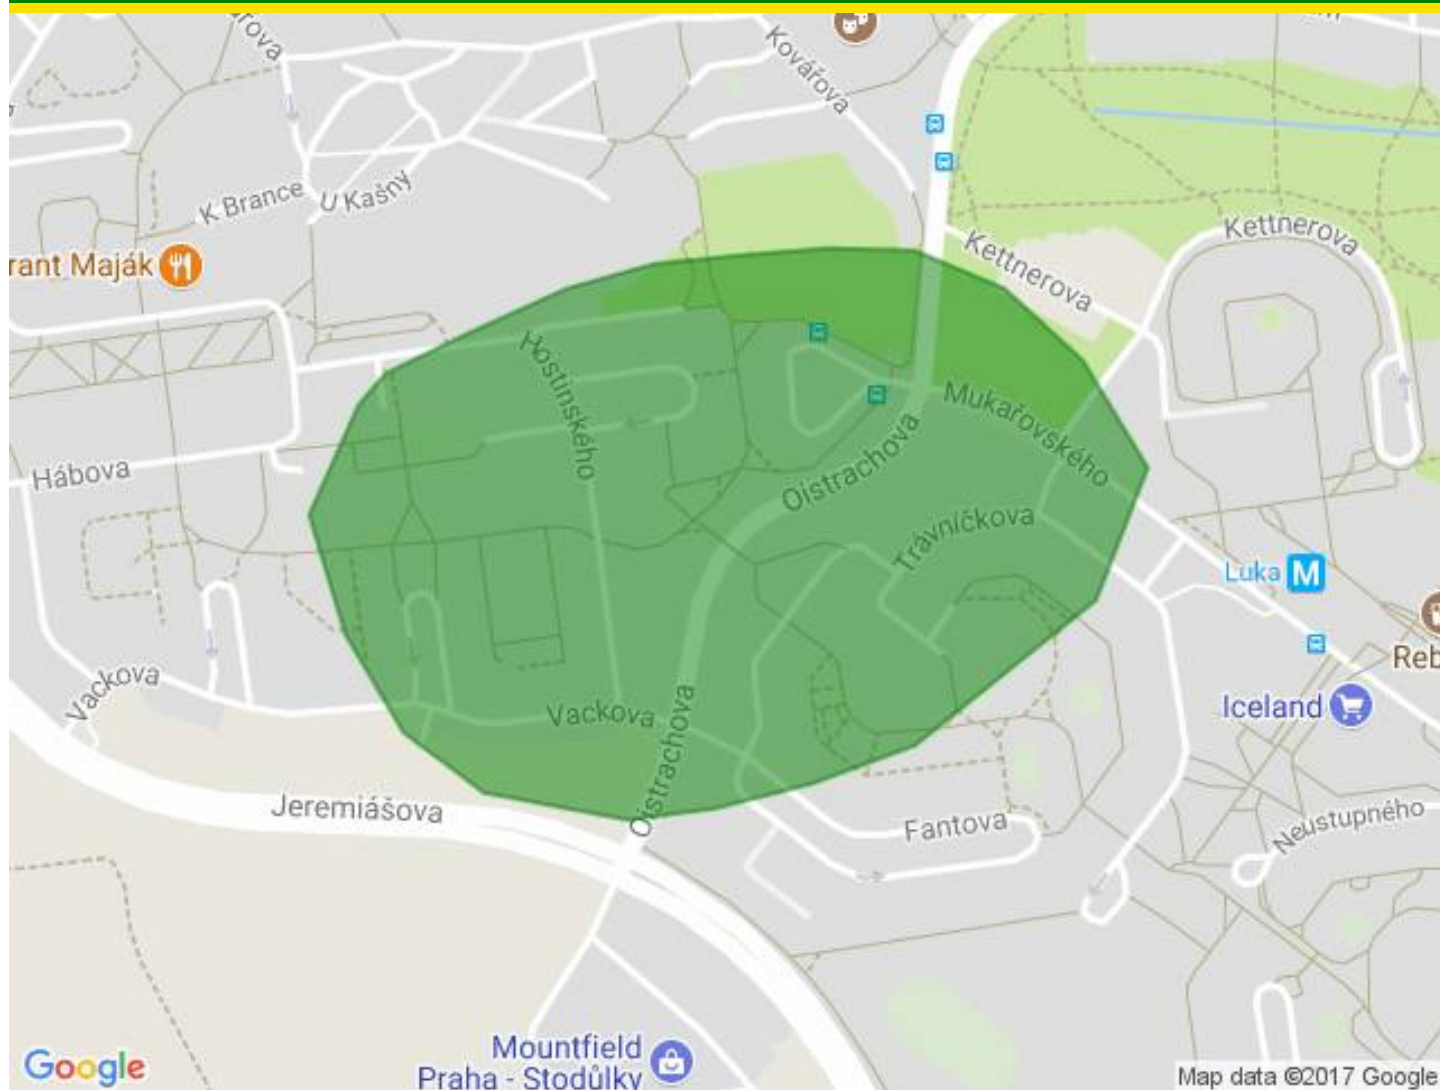 Kovářova
K Brance
U Kašny
rant Maják
Kettnerova
Kettnerova
Hostinského
Mukařovského
Hábova
Oistrachova
Trávníčkova
Luka M
Reb
Vackova
Vackova
Iceland
Oistrachova
Jeremiášova
Fantova
Neustupného
Mountfield
Praha - Stodůlky
Google
Map data ©2017 Google